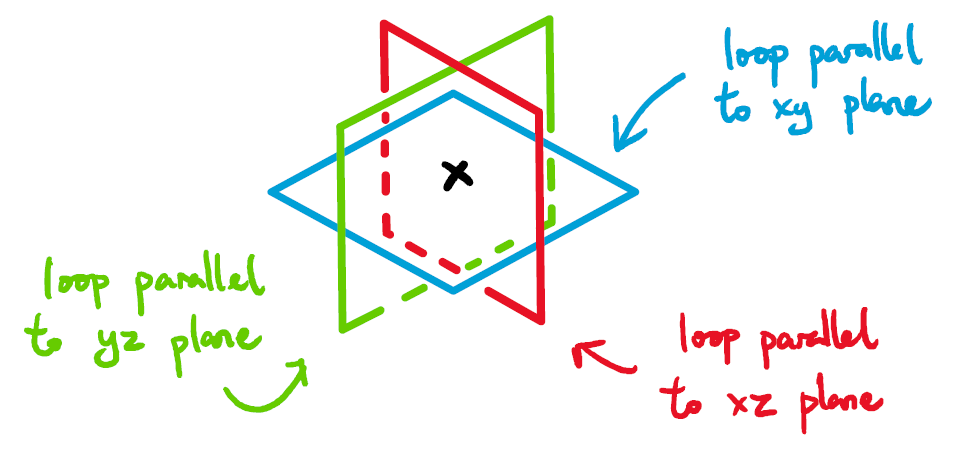 loop parallel
to xy plane
loop parallel
to yz plane
loop parallel
to xz plane